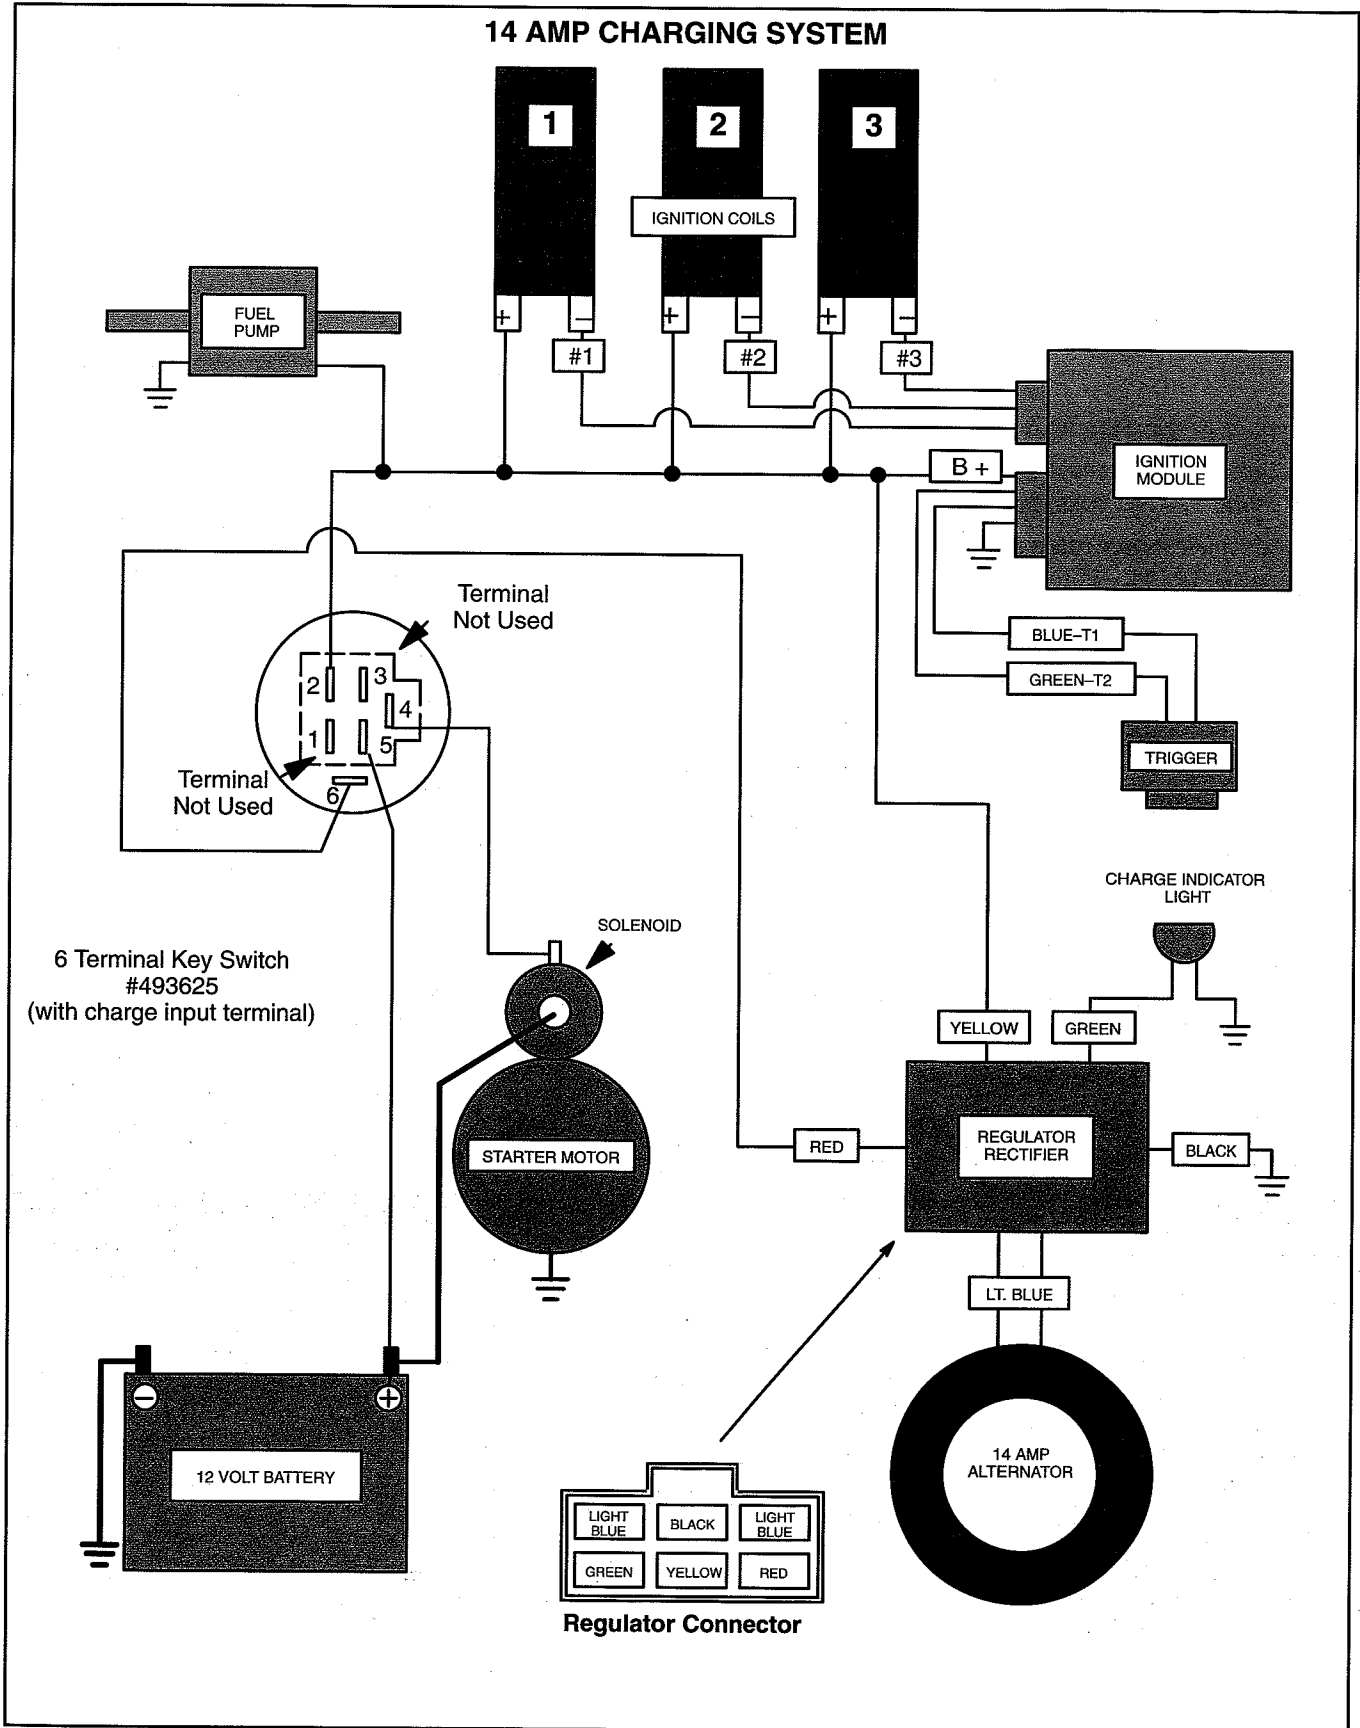 14 AMP CHARGING SYSTEM
1
2
3
IGNITION COILS
+
–
+
–
+
–
#1
#2
#3
FUEL
PUMP
B +
IGNITION
MODULE
Terminal
Not Used
BLUE–T1
GREEN–T2
TRIGGER
2
3
4
1
5
6
Terminal
Not Used
CHARGE INDICATOR
LIGHT
SOLENOID
6 Terminal Key Switch
#493625
(with charge input terminal)
YELLOW
GREEN
STARTER MOTOR
RED
REGULATOR
RECTIFIER
BLACK
LT. BLUE
–
+
12 VOLT BATTERY
14 AMP
ALTERNATOR
LIGHT
BLUE
BLACK
LIGHT
BLUE
GREEN
YELLOW
RED
Regulator Connector